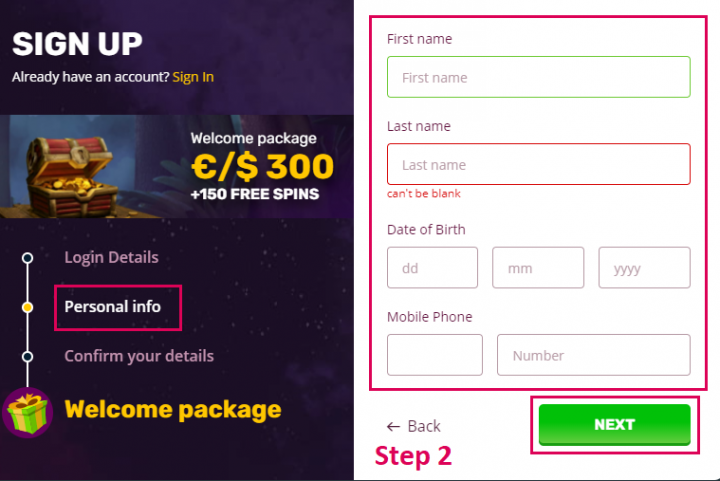 SIGN UP
Already have an account? Sign In
Welcome package
€/$ 300
+150 FREE SPINS
Login Details
Personal info
Confirm your details
Welcome package
First name
First name
Last name
Last name
can't be blank
Date of Birth
dd mm yyyy
Mobile Phone
Number
← Back
NEXT
Step 2